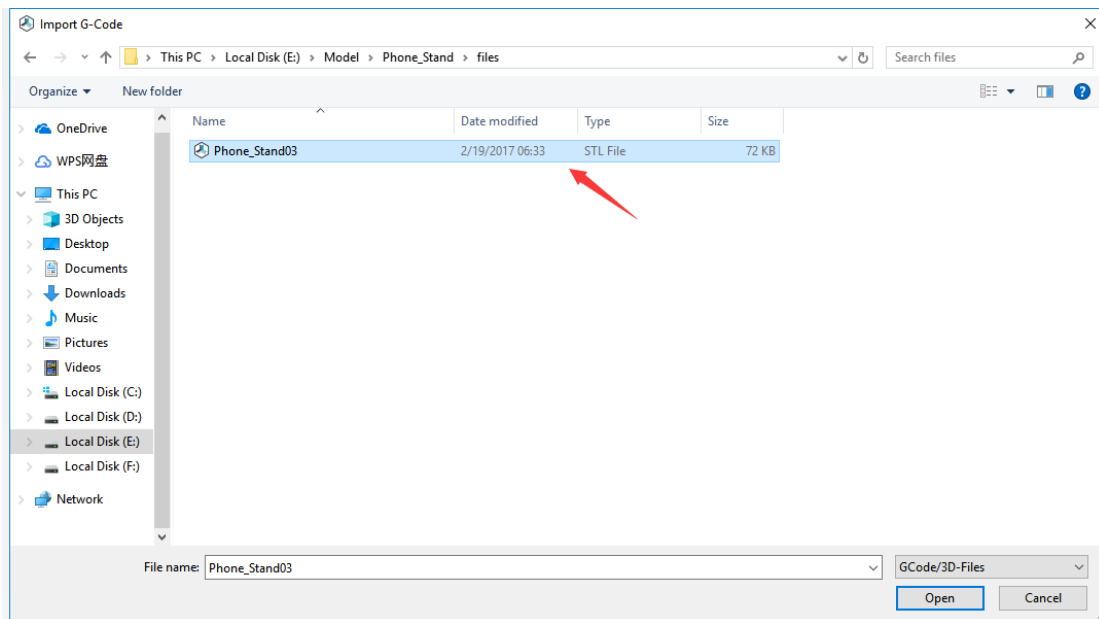 Import G-Code
This PC > Local Disk (E:) > Model > Phone_Stand > files
Search files
Organize
New folder
Name
Date modified
Type
Size
Phone_Stand03
2/19/2017 06:33
STL File
72 KB
OneDrive
WPS网盘
This PC
3D Objects
Desktop
Documents
Downloads
Music
Pictures
Videos
Local Disk (C:)
Local Disk (D:)
Local Disk (E:)
Local Disk (F:)
Network
File name: Phone_Stand03
GCode/3D-Files
Open
Cancel